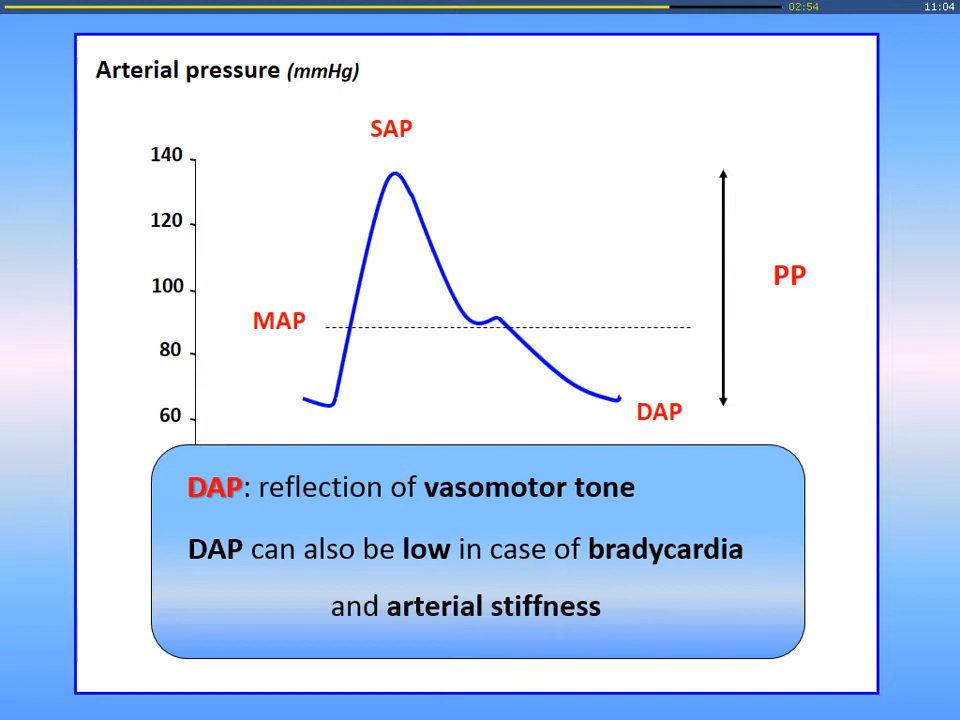 02:54 11:04
Arterial pressure (mmHg)
SAP
140
120
100
PP
MAP
80
60
DAP
DAP: reflection of vasomotor tone
DAP can also be low in case of bradycardia
and arterial stiffness